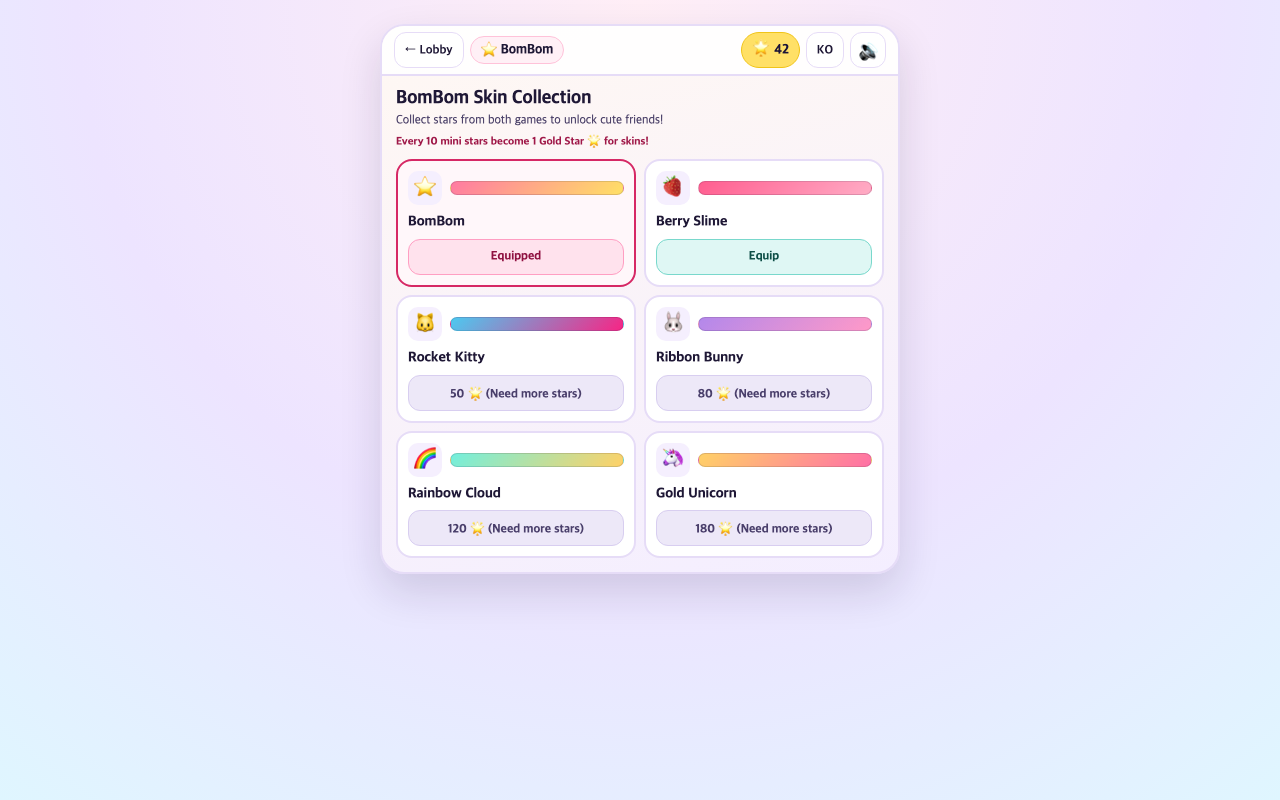 ← Lobby
⭐ BomBom
🌟 42
KO
BomBom Skin Collection
Collect stars from both games to unlock cute friends!
Every 10 mini stars become 1 Gold Star 🌟 for skins!
BomBom
Equipped
Berry Slime
Equip
Rocket Kitty
50 🌟 (Need more stars)
Ribbon Bunny
80 🌟 (Need more stars)
Rainbow Cloud
120 🌟 (Need more stars)
Gold Unicorn
180 🌟 (Need more stars)